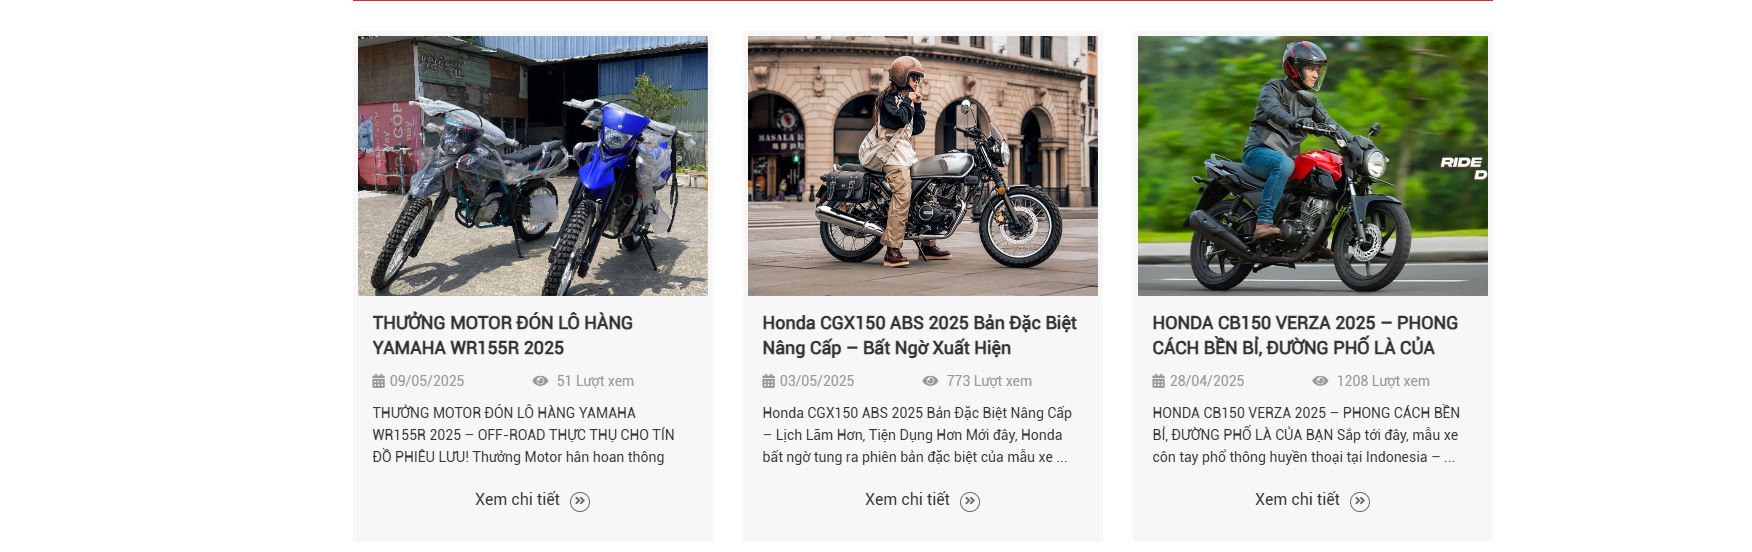 GÓP
MASALA
RIDE
D
THƯỞNG MOTOR ĐÓN LÔ HÀNG
YAMAHA WR155R 2025
09/05/2025 51 Lượt xem
THƯỞNG MOTOR ĐÓN LÔ HÀNG YAMAHA
WR155R 2025 – OFF-ROAD THỰC THỤ CHO TÍN
ĐỒ PHIÊU LƯU! Thưởng Motor hân hoan thông
Xem chi tiết
Honda CGX150 ABS 2025 Bản Đặc Biệt
Nâng Cấp – Bất Ngờ Xuất Hiện
03/05/2025 773 Lượt xem
Honda CGX150 ABS 2025 Bản Đặc Biệt Nâng Cấp
– Lịch Lãm Hơn, Tiện Dụng Hơn Mới đây, Honda
bất ngờ tung ra phiên bản đặc biệt của mẫu xe ...
Xem chi tiết
HONDA CB150 VERZA 2025 – PHONG
CÁCH BỀN BỈ, ĐƯỜNG PHỐ LÀ CỦA
28/04/2025 1208 Lượt xem
HONDA CB150 VERZA 2025 – PHONG CÁCH BỀN
BỈ, ĐƯỜNG PHỐ LÀ CỦA BẠN Sắp tới đây, mẫu xe
côn tay phổ thông huyền thoại tại Indonesia – ...
Xem chi tiết